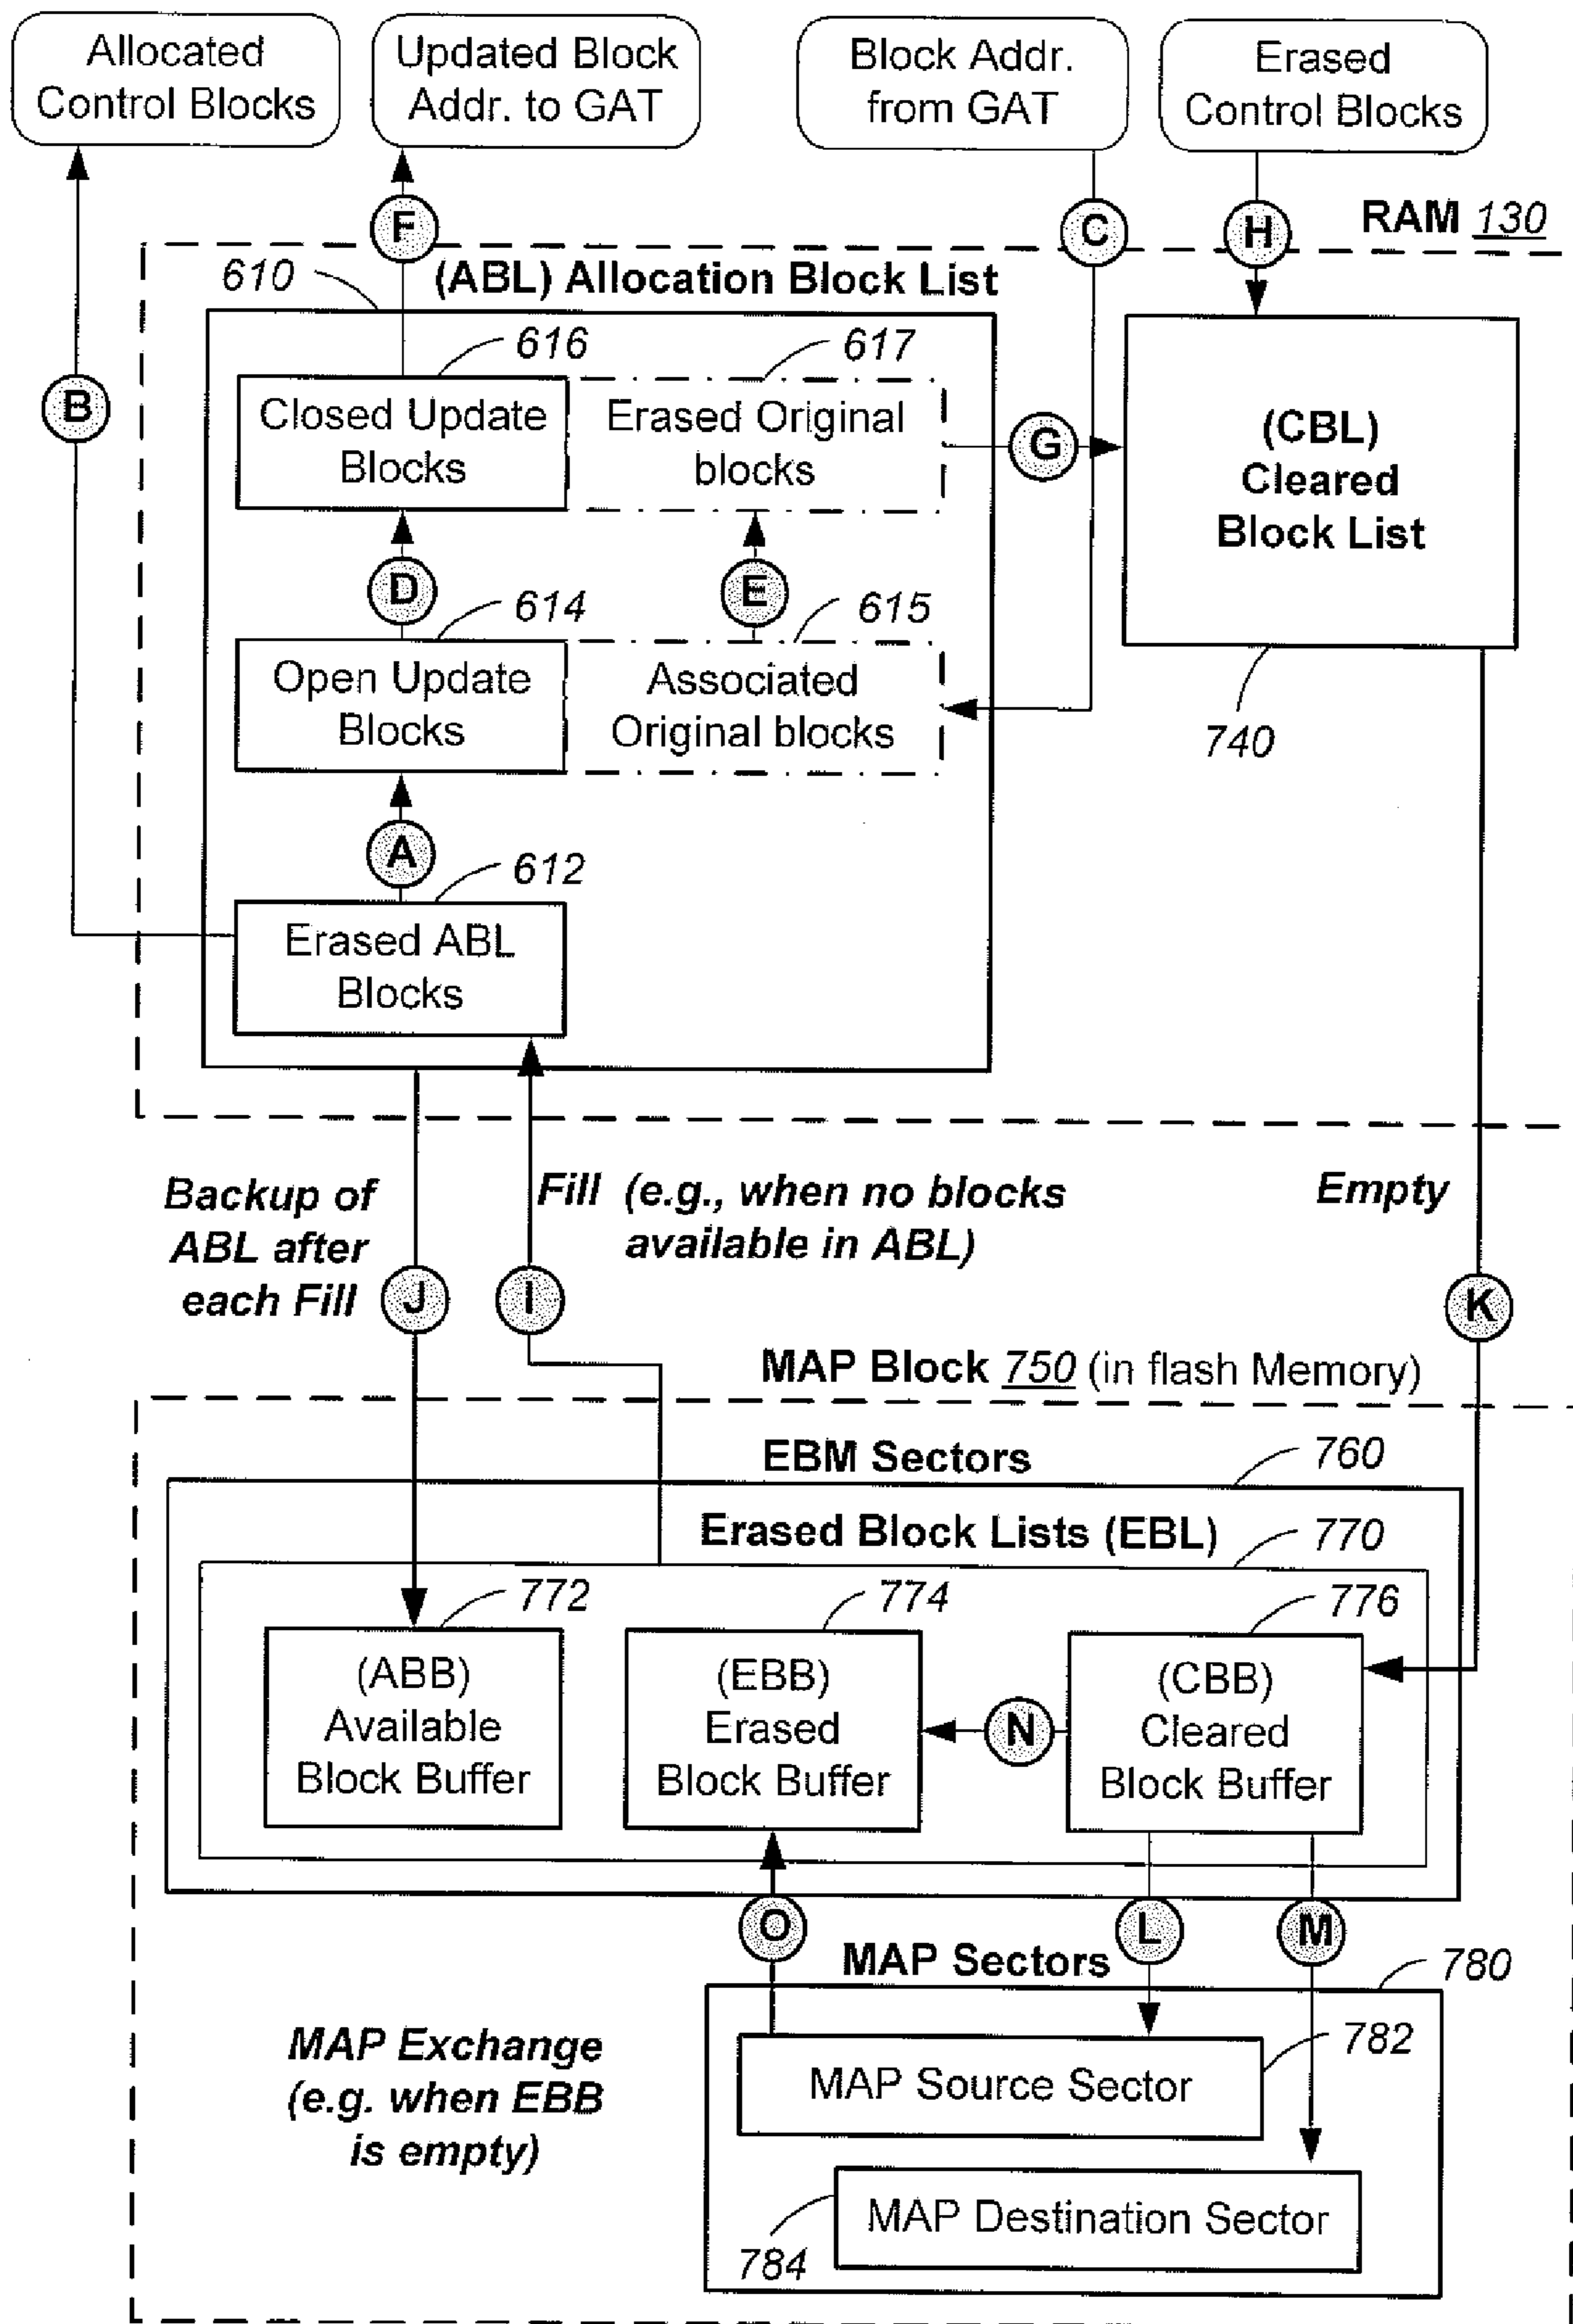 Allocated
Control Blocks
Updated Block
Addr. to GAT
Block Addr.
from GAT
Erased
Control Blocks
F
C
H
RAM 130
610
(ABL) Allocation Block List
616
617
B
Closed Update
Blocks
Erased Original
blocks
G
(CBL)
Cleared
Block List
D
614
E
615
Open Update
Blocks
Associated
Original blocks
740
A
612
Erased ABL
Blocks
Backup of
ABL after
each Fill
J
Fill (e.g., when no blocks
available in ABL)
I
Empty
K
MAP Block 750 (in flash Memory)
EBM Sectors
760
Erased Block Lists (EBL)
770
772
774
776
(ABB)
Available
Block Buffer
(EBB)
Erased
Block Buffer
N
(CBB)
Cleared
Block Buffer
O
L
M
MAP Sectors
780
MAP Exchange
(e.g. when EBB
is empty)
782
MAP Source Sector
MAP Destination Sector
784